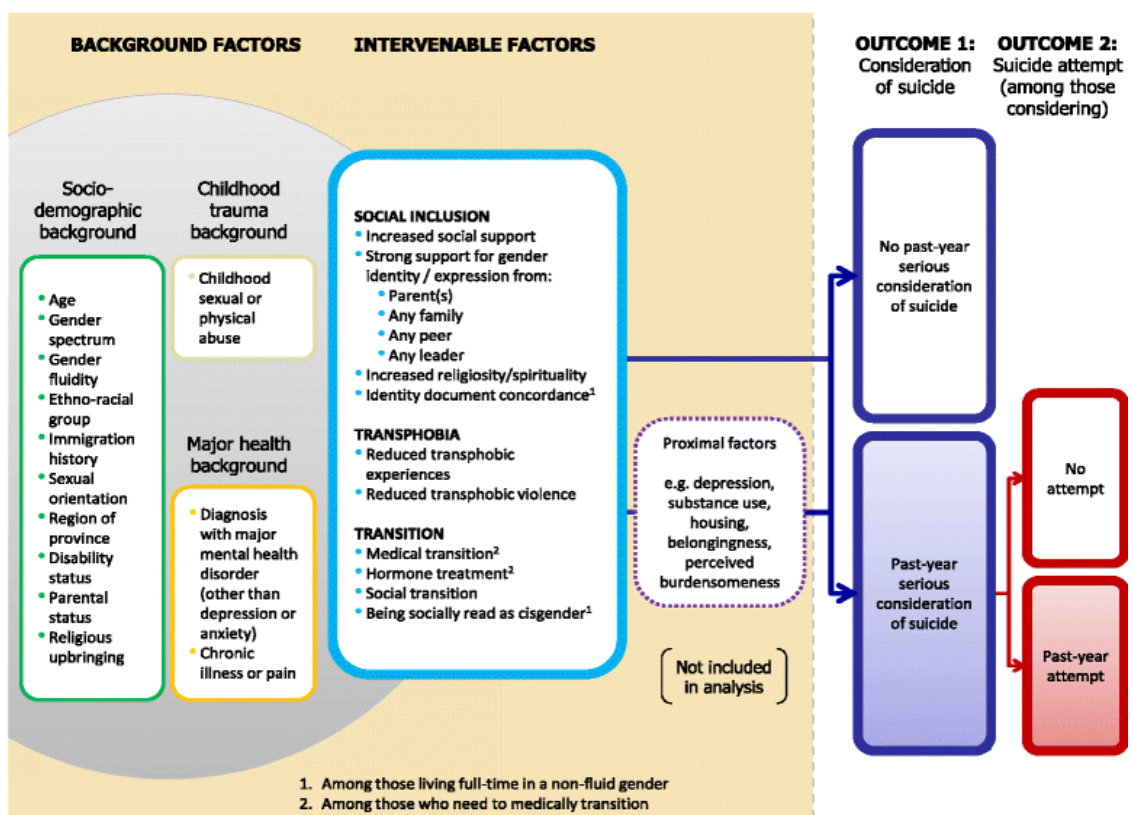 BACKGROUND FACTORS
INTERVENABLE FACTORS
OUTCOME 1:
Consideration
of suicide
OUTCOME 2:
Suicide attempt
(among those
considering)
Socio-
demographic
background
• Age
• Gender
spectrum
• Gender
fluidity
• Ethno-racial
group
• Immigration
history
• Sexual
orientation
• Region of
province
• Disability
status
• Parental
status
• Religious
upbringing
Childhood
trauma
background
• Childhood
sexual or
physical
abuse
Major health
background
• Diagnosis
with major
mental health
disorder
(other than
depression or
anxiety)
• Chronic
illness or pain
SOCIAL INCLUSION
• Increased social support
• Strong support for gender
identity / expression from:
• Parent(s)
• Any family
• Any peer
• Any leader
• Increased religiosity/spirituality
• Identity document concordance¹
TRANSPHOBIA
• Reduced transphobic
experiences
• Reduced transphobic violence
TRANSITION
• Medical transition²
• Hormone treatment²
• Social transition
• Being socially read as cisgender¹
Proximal factors
e.g. depression,
substance use,
housing,
belongingness,
perceived
burdensomeness
Not included
in analysis
No past-year
serious
consideration
of suicide
Past-year
serious
consideration
of suicide
No
attempt
Past-year
attempt
1. Among those living full-time in a non-fluid gender
2. Among those who need to medically transition